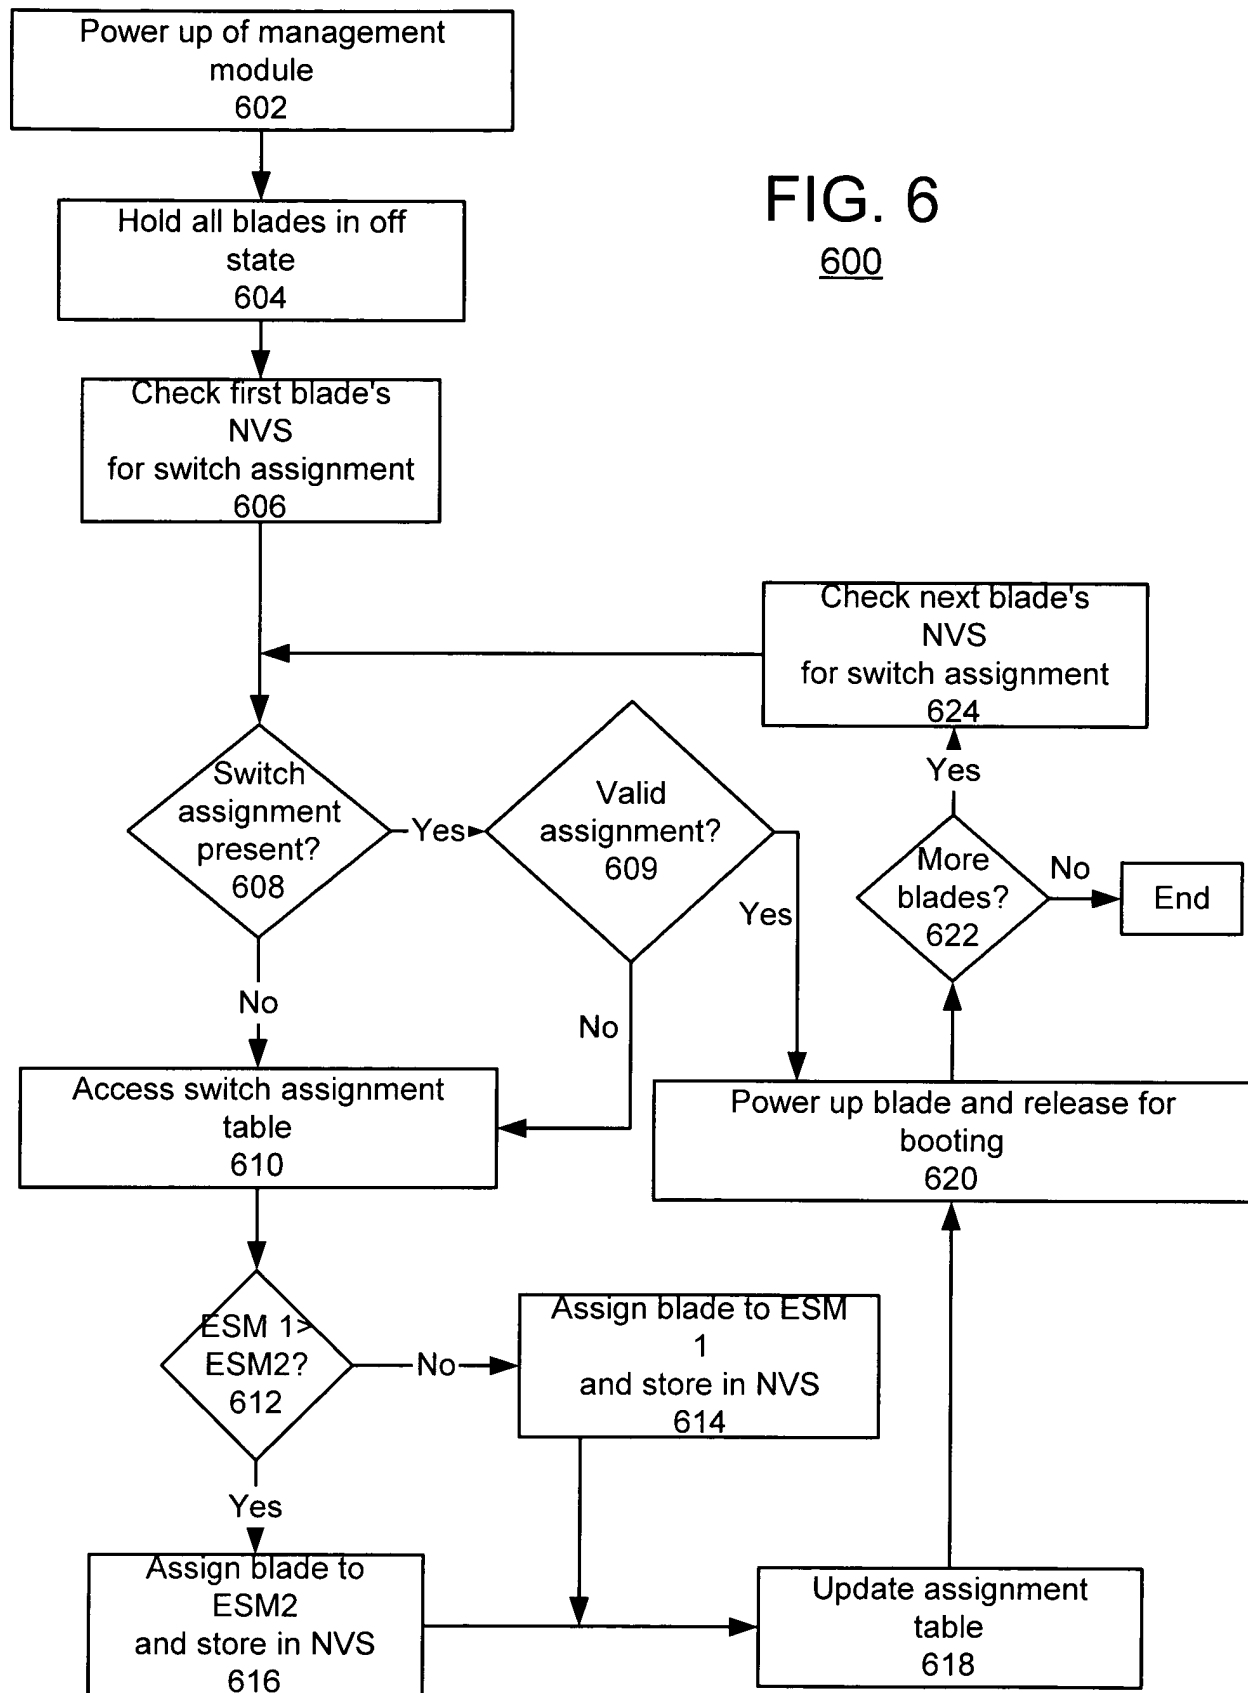 Power up of management
module
602
FIG. 6
600
Hold all blades in off
state
604
Check first blade's
NVS
for switch assignment
606
Check next blade's
NVS
for switch assignment
624
Switch
assignment
present?
608
Yes
Valid
assignment?
609
Yes
No
No
Yes
More
blades?
622
No
End
Access switch assignment
table
610
Power up blade and release for
booting
620
ESM 1>
ESM2?
612
No
Yes
Assign blade to ESM
1
and store in NVS
614
Assign blade to
ESM2
and store in NVS
616
Update assignment
table
618